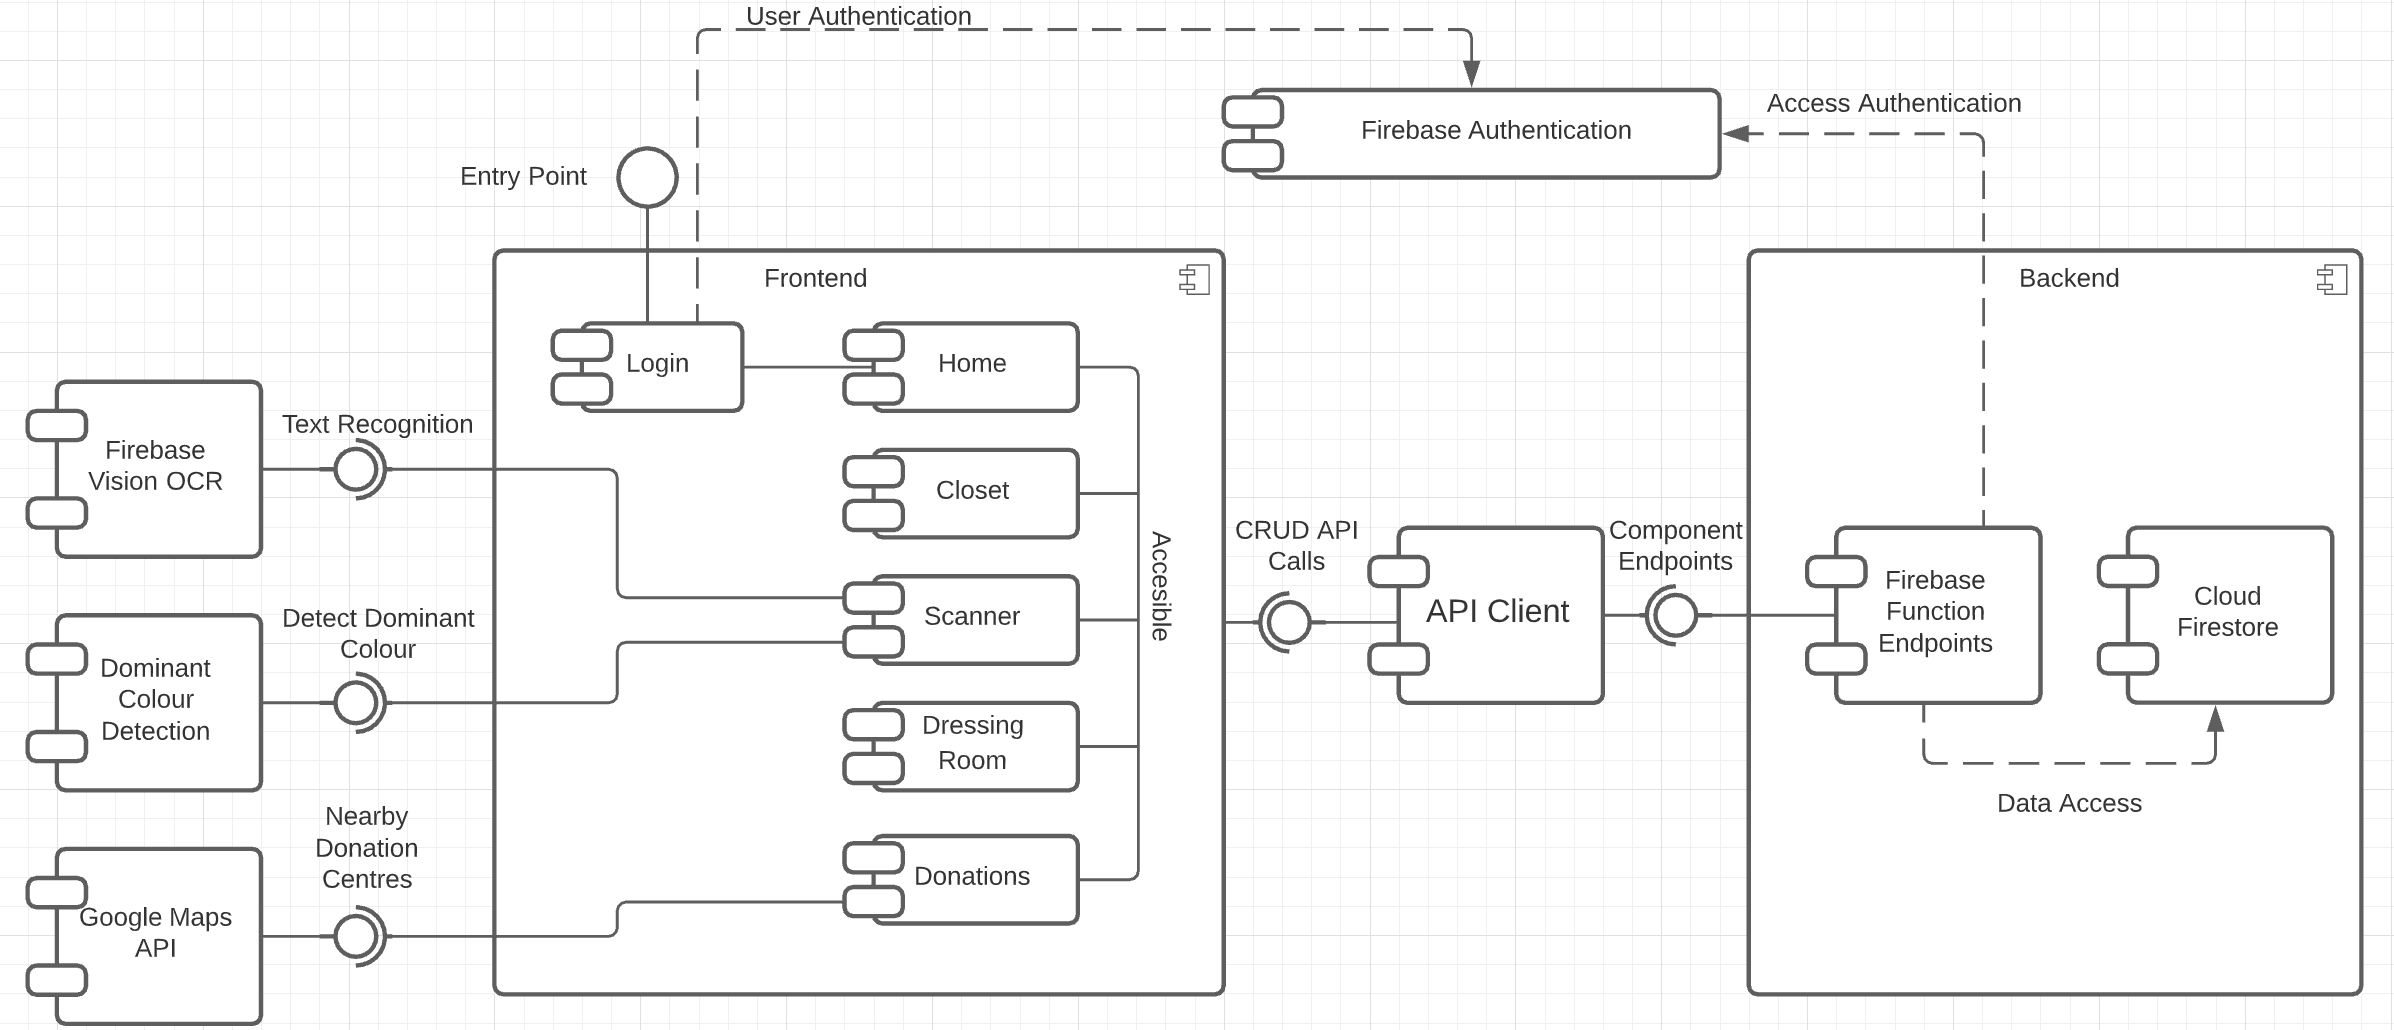 User Authentication
Access Authentication
Firebase Authentication
Entry Point
Frontend
Backend
Login
Home
Text Recognition
Firebase
Vision OCR
Closet
Accesible
CRUD API
Calls
Component
Endpoints
Firebase
Function
Endpoints
Cloud
Firestore
API Client
Detect Dominant
Colour
Scanner
Dominant
Colour
Detection
Dressing
Room
Data Access
Nearby
Donation
Centres
Donations
Google Maps
API